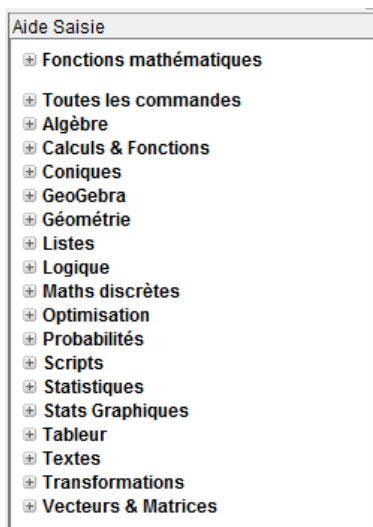 Aide Saisie
Fonctions mathématiques
Toutes les commandes
Algèbre
Calculs & Fonctions
Coniques
GeoGebra
Géométrie
Listes
Logique
Maths discrètes
Optimisation
Probabilités
Scripts
Statistiques
Stats Graphiques
Tableur
Textes
Transformations
Vecteurs & Matrices